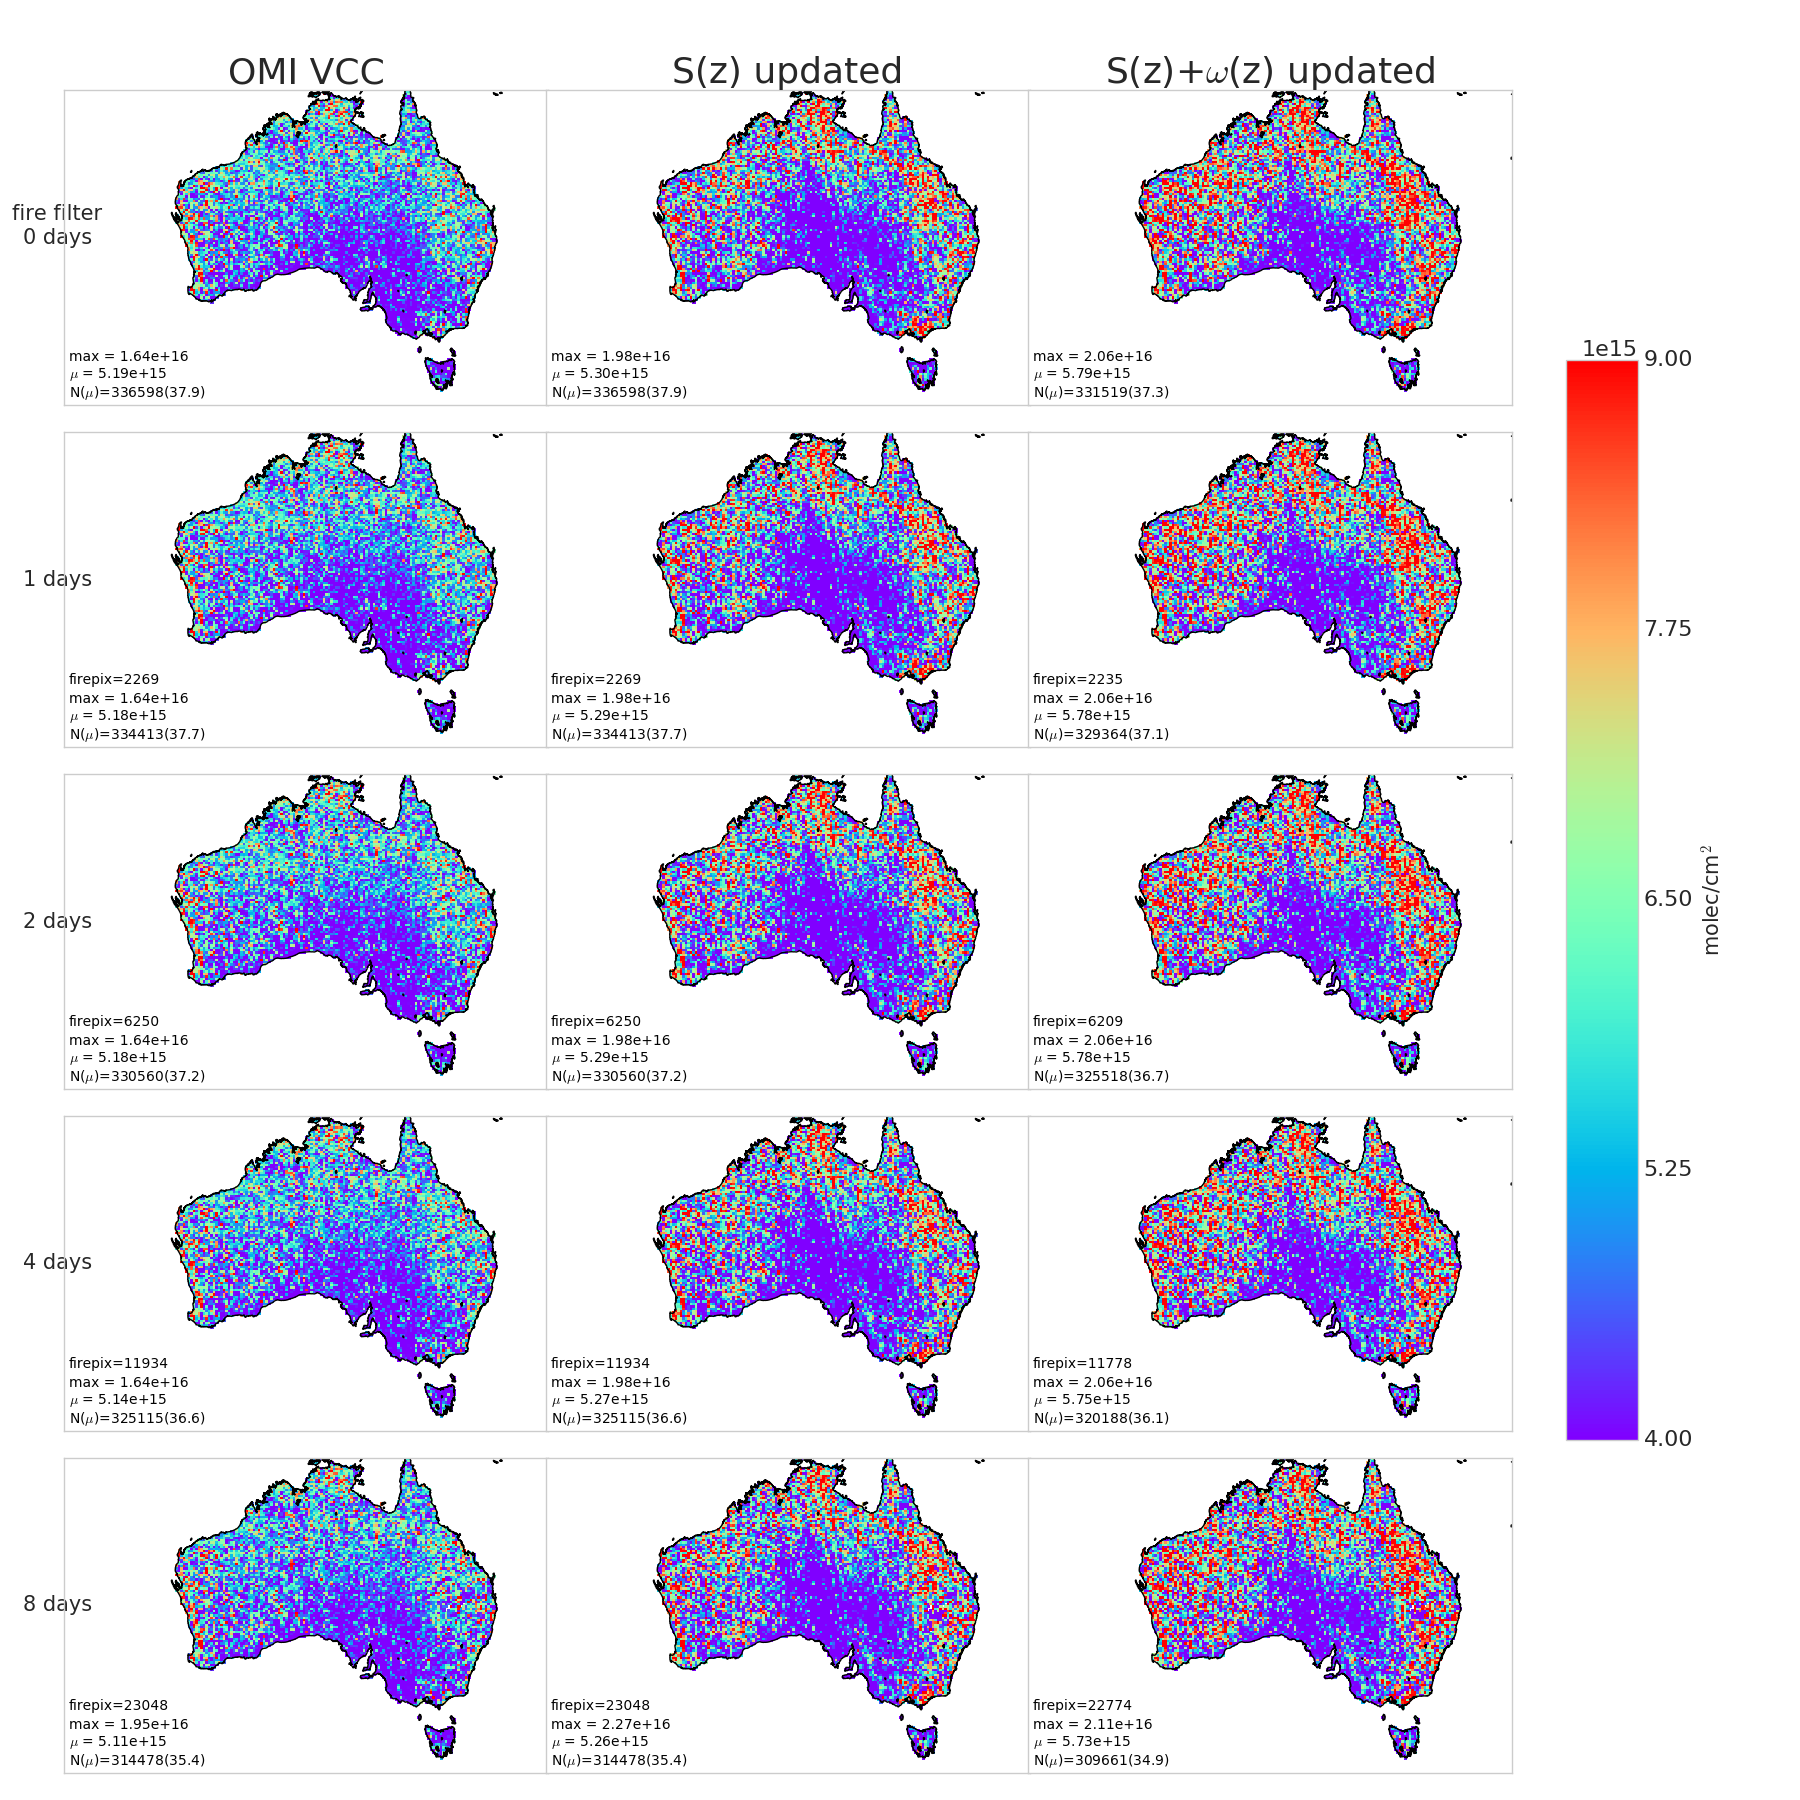 OMI VCC
S(z) updated
S(z)+ω(z) updated
fire filter
0 days
max = 1.64e+16
μ = 5.19e+15
N(μ)=336598(37.9)
max = 1.98e+16
μ = 5.30e+15
N(μ)=336598(37.9)
max = 2.06e+16
μ = 5.79e+15
N(μ)=331519(37.3)
1 days
firepix=2269
max = 1.64e+16
μ = 5.18e+15
N(μ)=334413(37.7)
firepix=2269
max = 1.98e+16
μ = 5.29e+15
N(μ)=334413(37.7)
firepix=2235
max = 2.06e+16
μ = 5.78e+15
N(μ)=329364(37.1)
2 days
firepix=6250
max = 1.64e+16
μ = 5.18e+15
N(μ)=330560(37.2)
firepix=6250
max = 1.98e+16
μ = 5.29e+15
N(μ)=330560(37.2)
firepix=6209
max = 2.06e+16
μ = 5.78e+15
N(μ)=325518(36.7)
4 days
firepix=11934
max = 1.64e+16
μ = 5.14e+15
N(μ)=325115(36.6)
firepix=11934
max = 1.98e+16
μ = 5.27e+15
N(μ)=325115(36.6)
firepix=11778
max = 2.06e+16
μ = 5.75e+15
N(μ)=320188(36.1)
8 days
firepix=23048
max = 1.95e+16
μ = 5.11e+15
N(μ)=314478(35.4)
firepix=23048
max = 2.27e+16
μ = 5.26e+15
N(μ)=314478(35.4)
firepix=22774
max = 2.11e+16
μ = 5.73e+15
N(μ)=309661(34.9)
1e15
9.00
7.75
6.50
5.25
4.00
molec/cm²